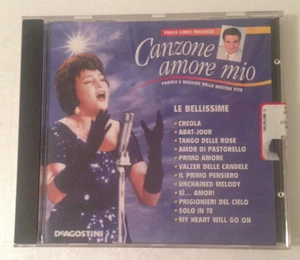 PAOLO LIMITI PRESENTA
Canzone
amore mio
PAROLE E MUSICHE DELLA NOSTRA VITA
LE BELLISSIME
• CREOLA
• ABAT-JOUR
• TANGO DELLE ROSE
• AMOR DI PASTORELLO
• PRIMO AMORE
• VALZER DELLE CANDELE
• IL PRIMO PENSIERO
• UNCHAINED MELODY
• SÌ... AMOR!
• PRIGIONIERI DEL CIELO
• SOLO IN TE
• MY HEART WILL GO ON
DeAGOSTINI